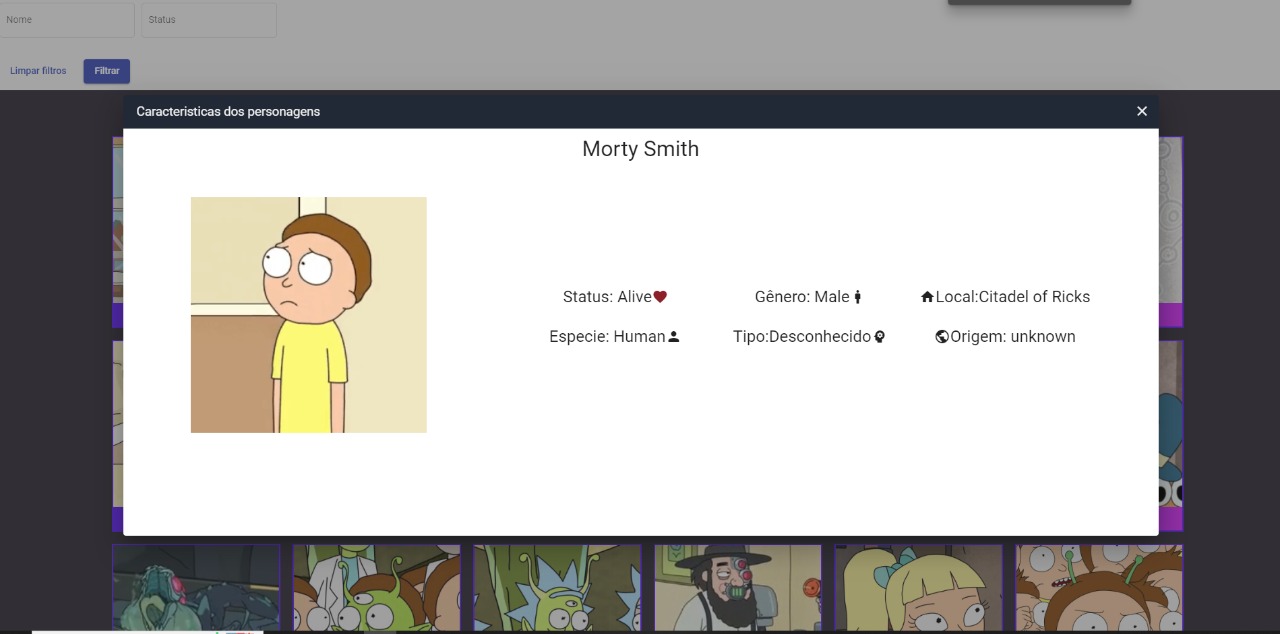 Nome
Status
Limpar filtros
Filtrar
Caracteristicas dos personagens
Morty Smith
Status: Alive
Gênero: Male
Local:Citadel of Ricks
Especie: Human
Tipo:Desconhecido
Origem: unknown